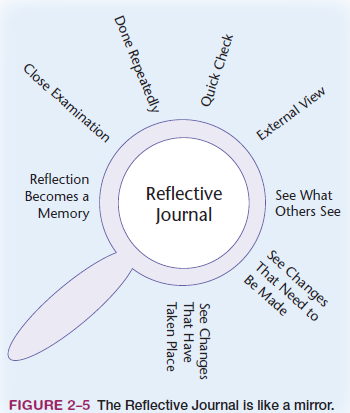 Done Repeatedly
Quick Check
Close Examination
External View
Reflection
Becomes a
Memory
Reflective
Journal
See What
Others See
See Changes
That Need to
Be Made
See Changes
That Have
Taken Place
FIGURE 2–5 The Reflective Journal is like a mirror.